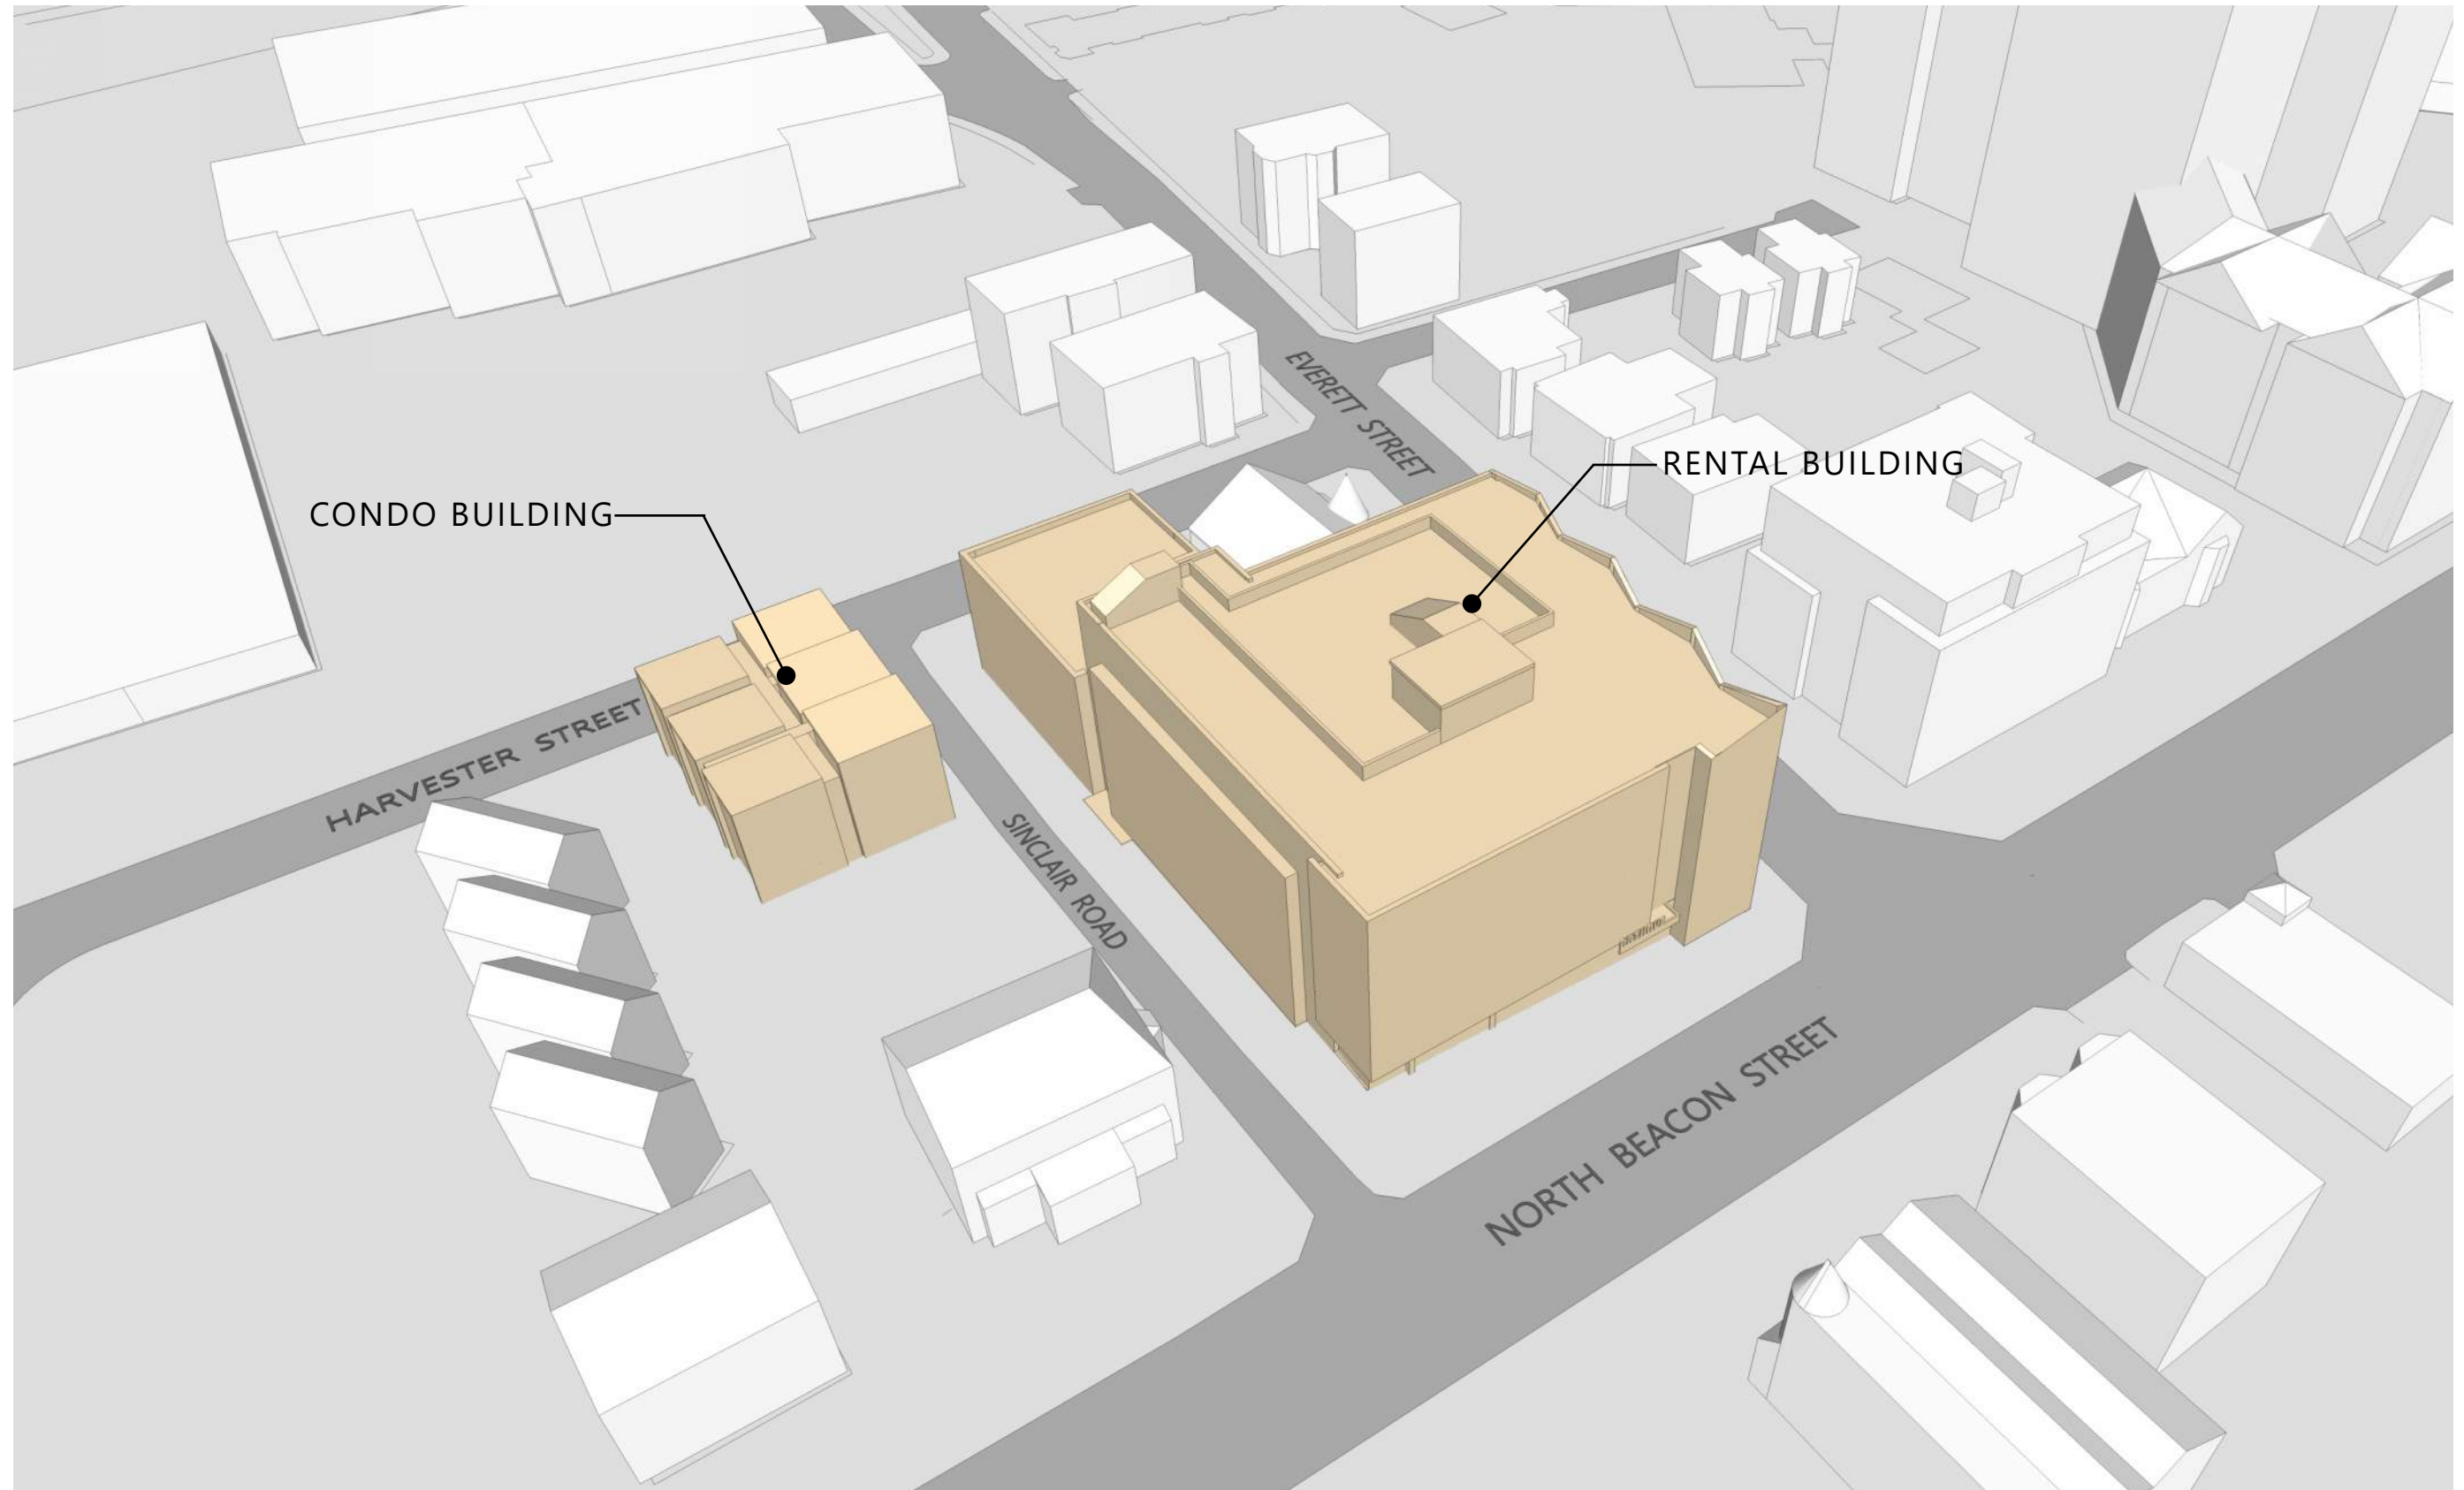 EVERETT STREET
RENTAL BUILDING
CONDO BUILDING
HARVESTER STREET
SINCLAIR ROAD
NORTH BEACON STREET